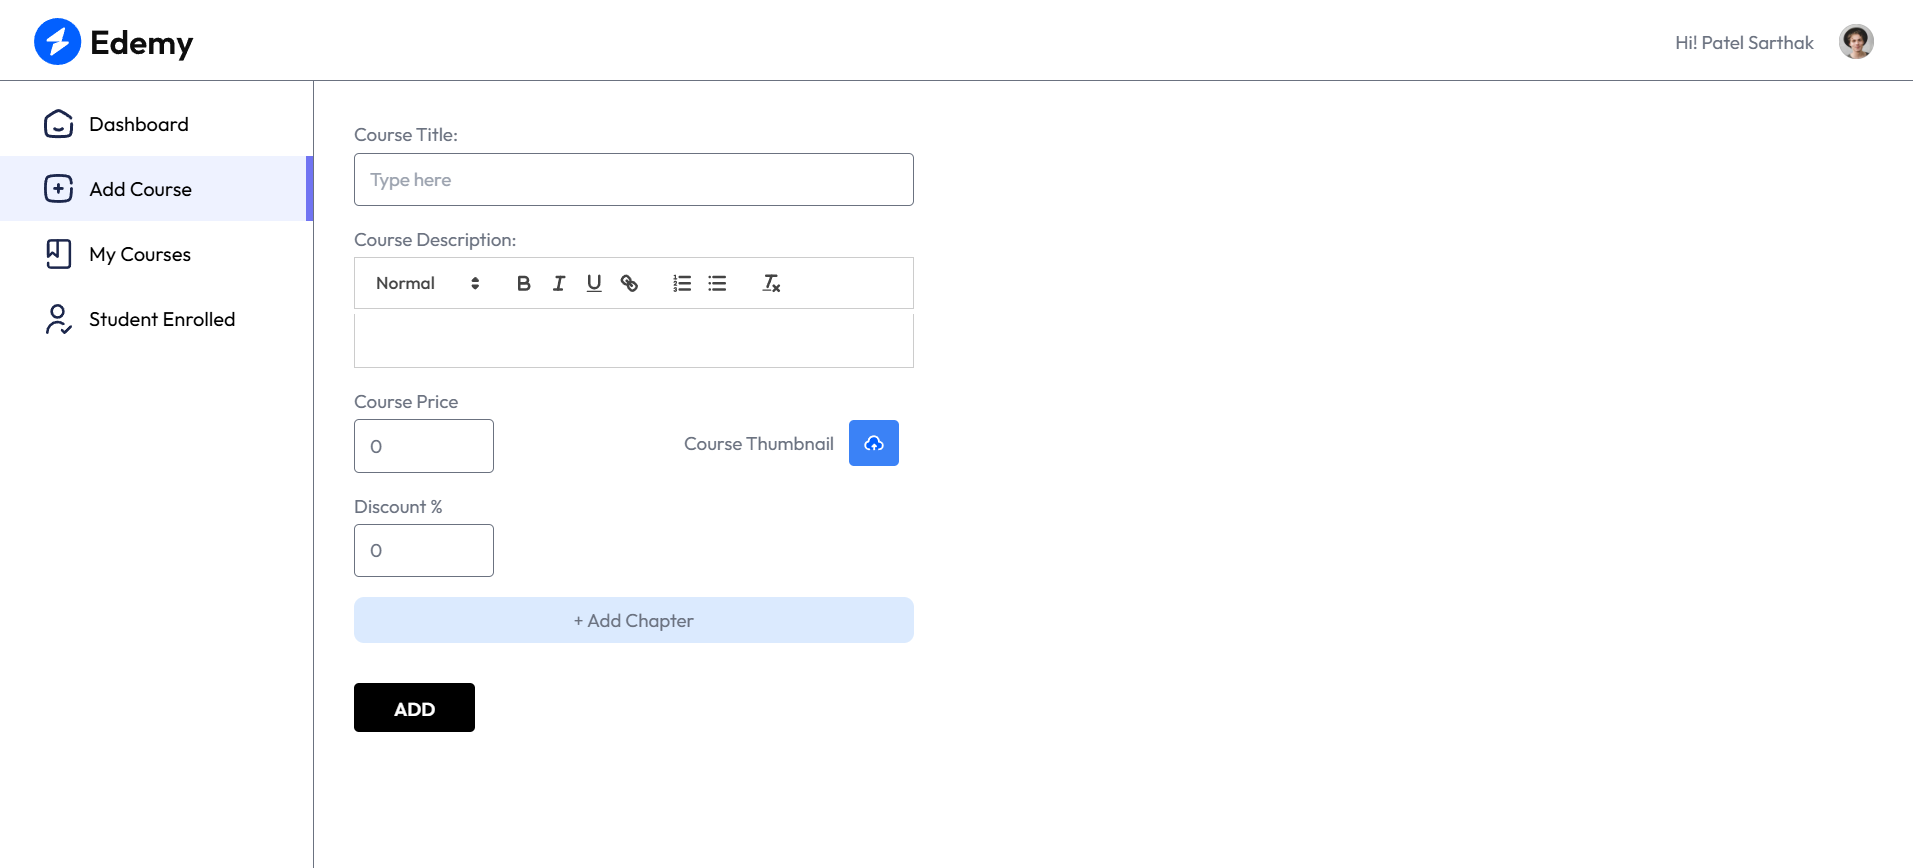 Edemy
Hi! Patel Sarthak
Dashboard
Add Course
My Courses
Student Enrolled
Course Title:
Type here
Course Description:
Normal
Course Price
0
Course Thumbnail
Discount %
0
+ Add Chapter
ADD